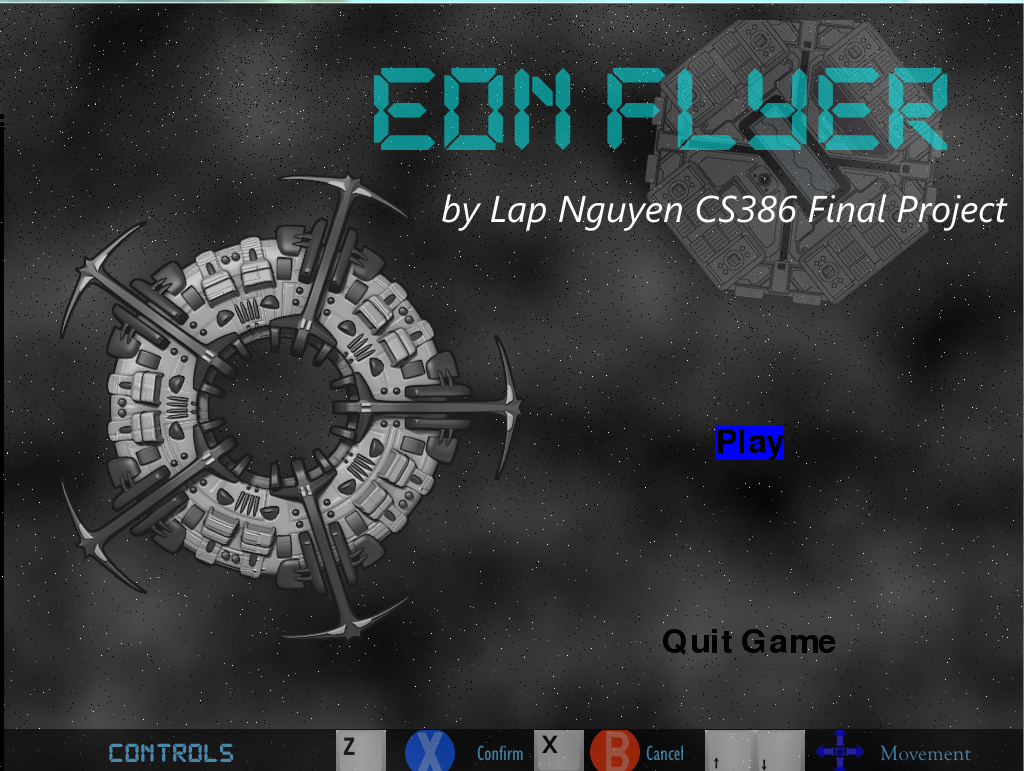 EON FLYER
by Lap Nguyen CS386 Final Project
Play
Quit Game
CONTROLS Z X Confirm X B Cancel ↑ ↓ Movement